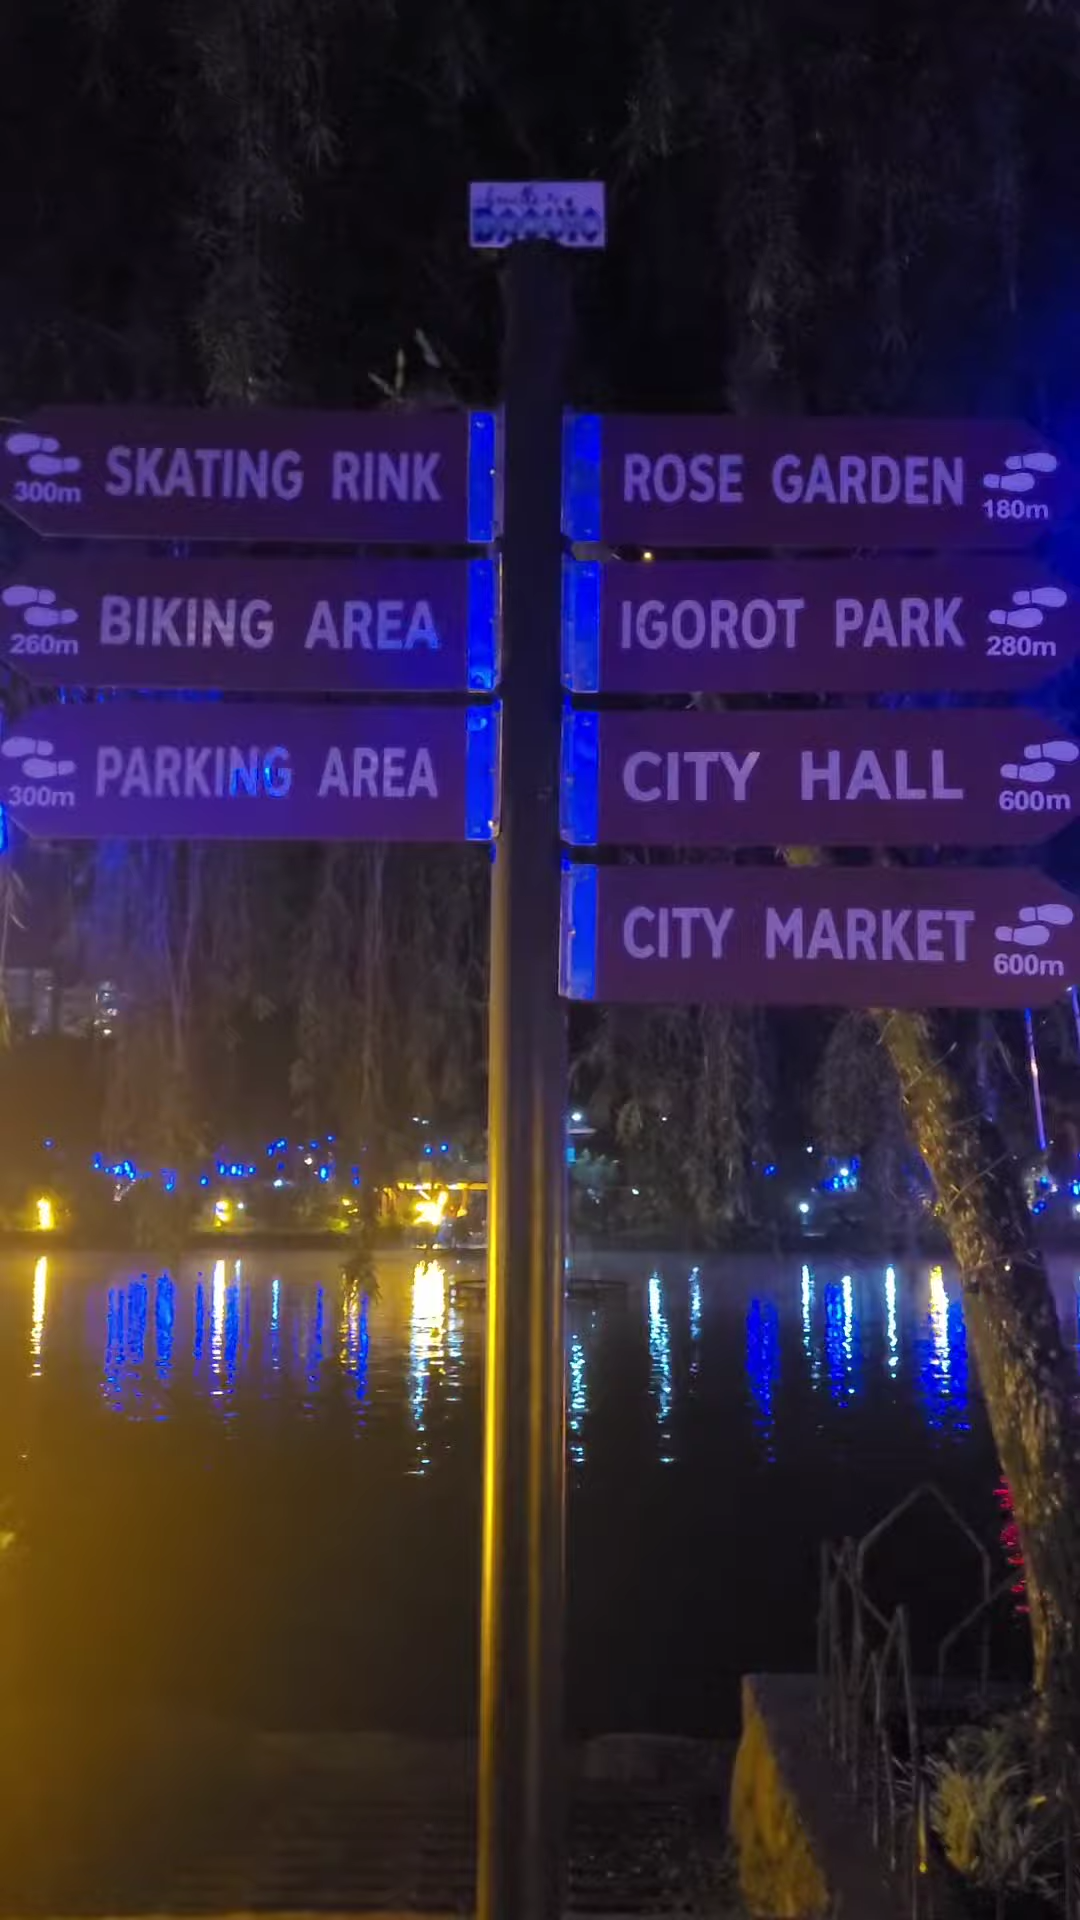 BAGUIO
SKATING RINK
300m
BIKING AREA
260m
PARKING AREA
300m
ROSE GARDEN
180m
IGOROT PARK
280m
CITY HALL
600m
CITY MARKET
600m